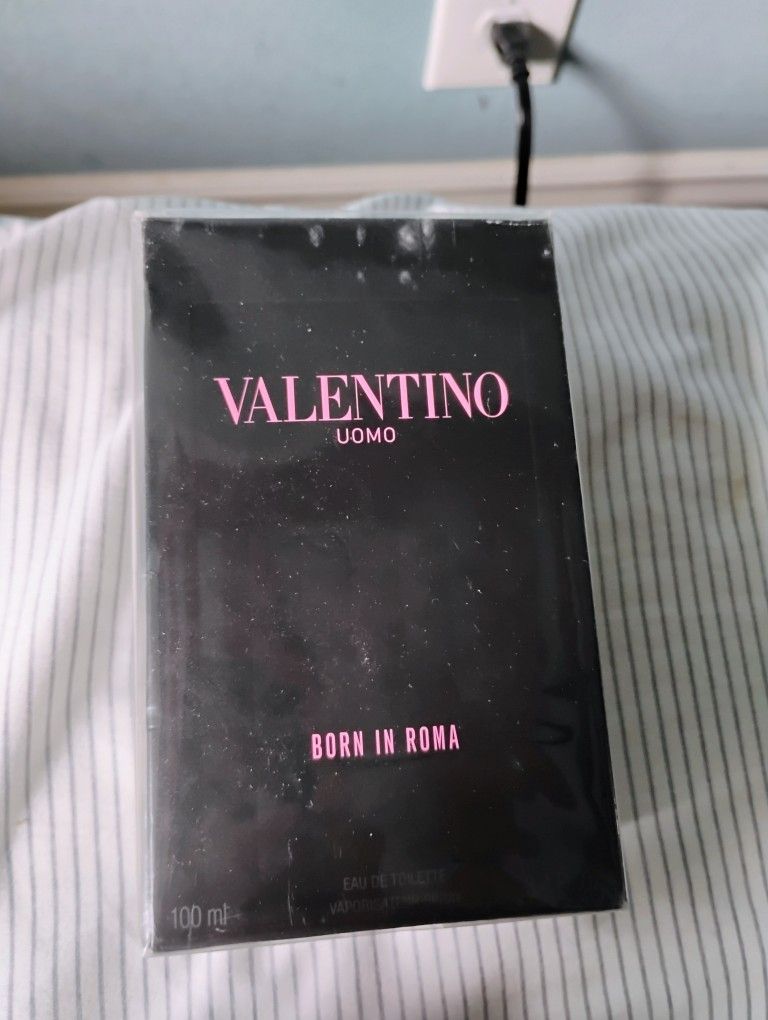 VALENTINO
UOMO
BORN IN ROMA
EAU DE TOILETTE
100 ml